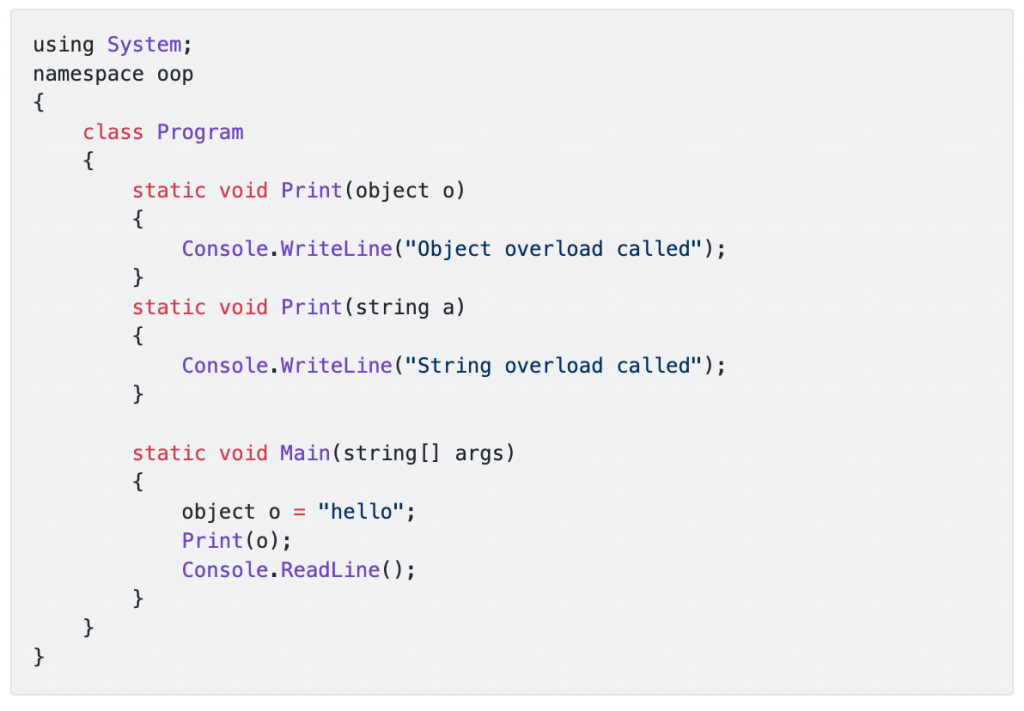 using System;
namespace oop
{
    class Program
    {
        static void Print(object o)
        {
            Console.WriteLine("Object overload called");
        }
        static void Print(string a)
        {
            Console.WriteLine("String overload called");
        }

        static void Main(string[] args)
        {
            object o = "hello";
            Print(o);
            Console.ReadLine();
        }
    }
}